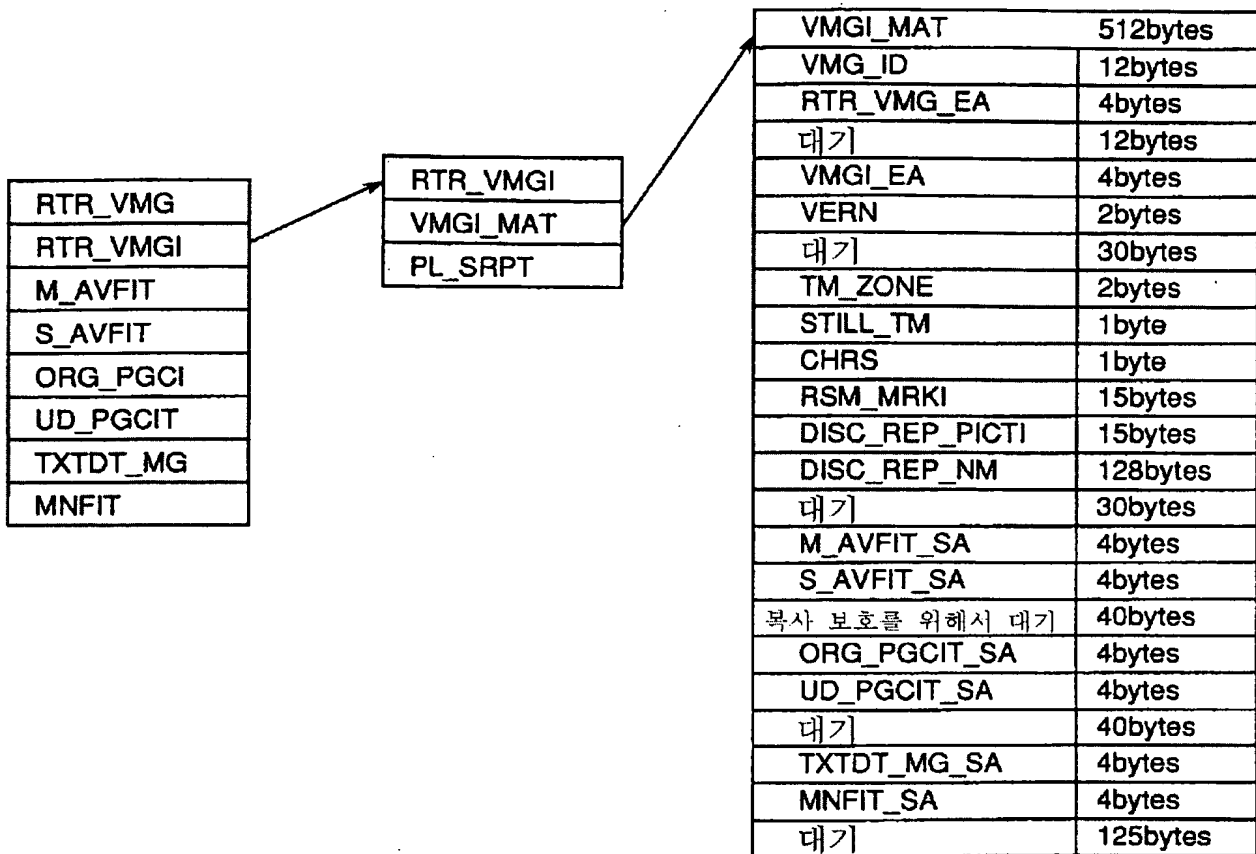 RTR_VMG
RTR_VMGI
M_AVFIT
S_AVFIT
ORG_PGCI
UD_PGCIT
TXTDT_MG
MNFIT
RTR_VMGI
VMGI_MAT
PL_SRPT
VMGI_MAT 512bytes
VMG_ID 12bytes
RTR_VMG_EA 4bytes
대기 12bytes
VMGI_EA 4bytes
VERN 2bytes
대기 30bytes
TM_ZONE 2bytes
STILL_TM 1byte
CHRS 1byte
RSM_MRKI 15bytes
DISC_REP_PICTI 15bytes
DISC_REP_NM 128bytes
대기 30bytes
M_AVFIT_SA 4bytes
S_AVFIT_SA 4bytes
복사 보호를 위해서 대기 40bytes
ORG_PGCIT_SA 4bytes
UD_PGCIT_SA 4bytes
대기 40bytes
TXTDT_MG_SA 4bytes
MNFIT_SA 4bytes
대기 125bytes